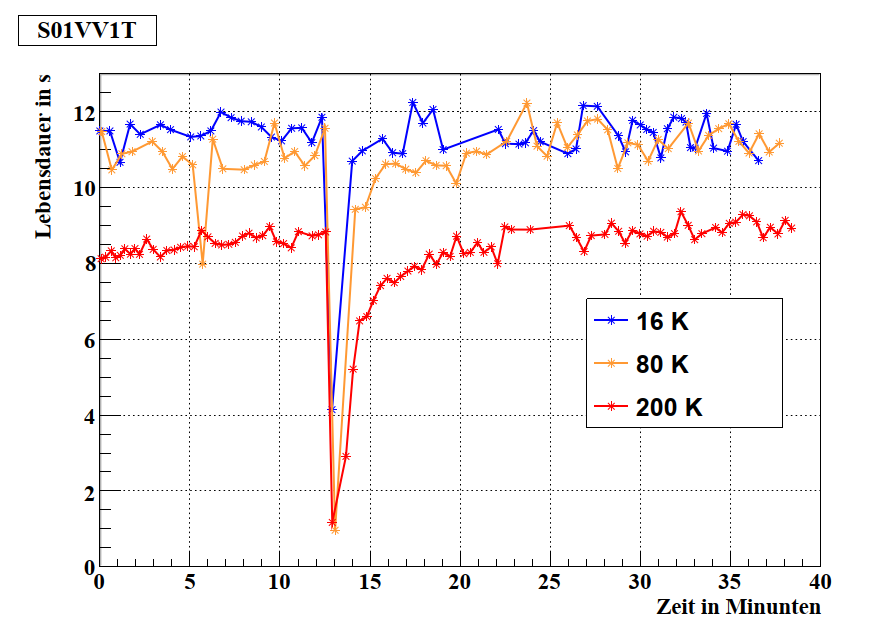 S01VV1T
Lebensdauer in s
12
10
8
6
4
2
0
0 5 10 15 20 25 30 35 40
Zeit in Minunten
16 K
80 K
200 K